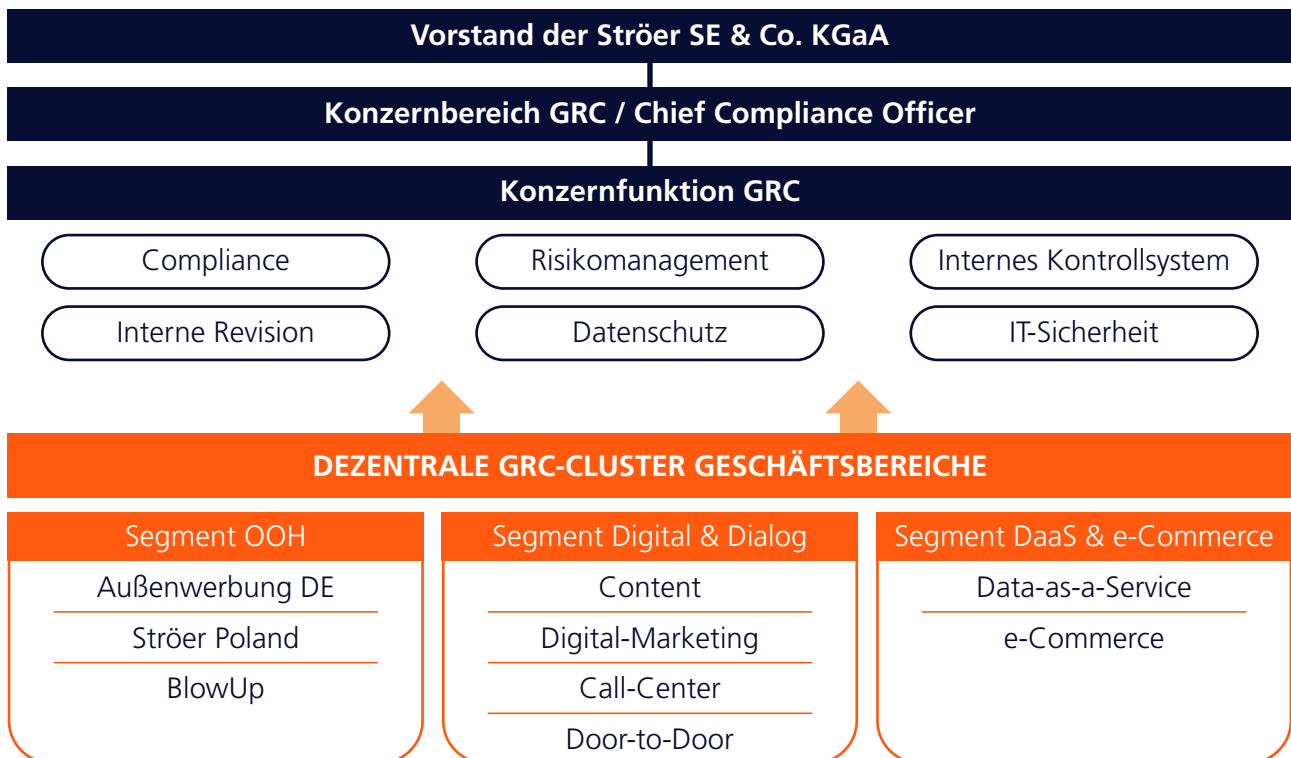 Vorstand der Ströer SE & Co. KGaA
Konzernbereich GRC / Chief Compliance Officer
Konzernfunktion GRC
Compliance
Risikomanagement
Internes Kontrollsystem
Interne Revision
Datenschutz
IT-Sicherheit
DEZENTRALE GRC-CLUSTER GESCHÄFTSBEREICHE
Segment OOH
Außenwerbung DE
Ströer Poland
BlowUp
Segment Digital & Dialog
Content
Digital-Marketing
Call-Center
Door-to-Door
Segment DaaS & e-Commerce
Data-as-a-Service
e-Commerce